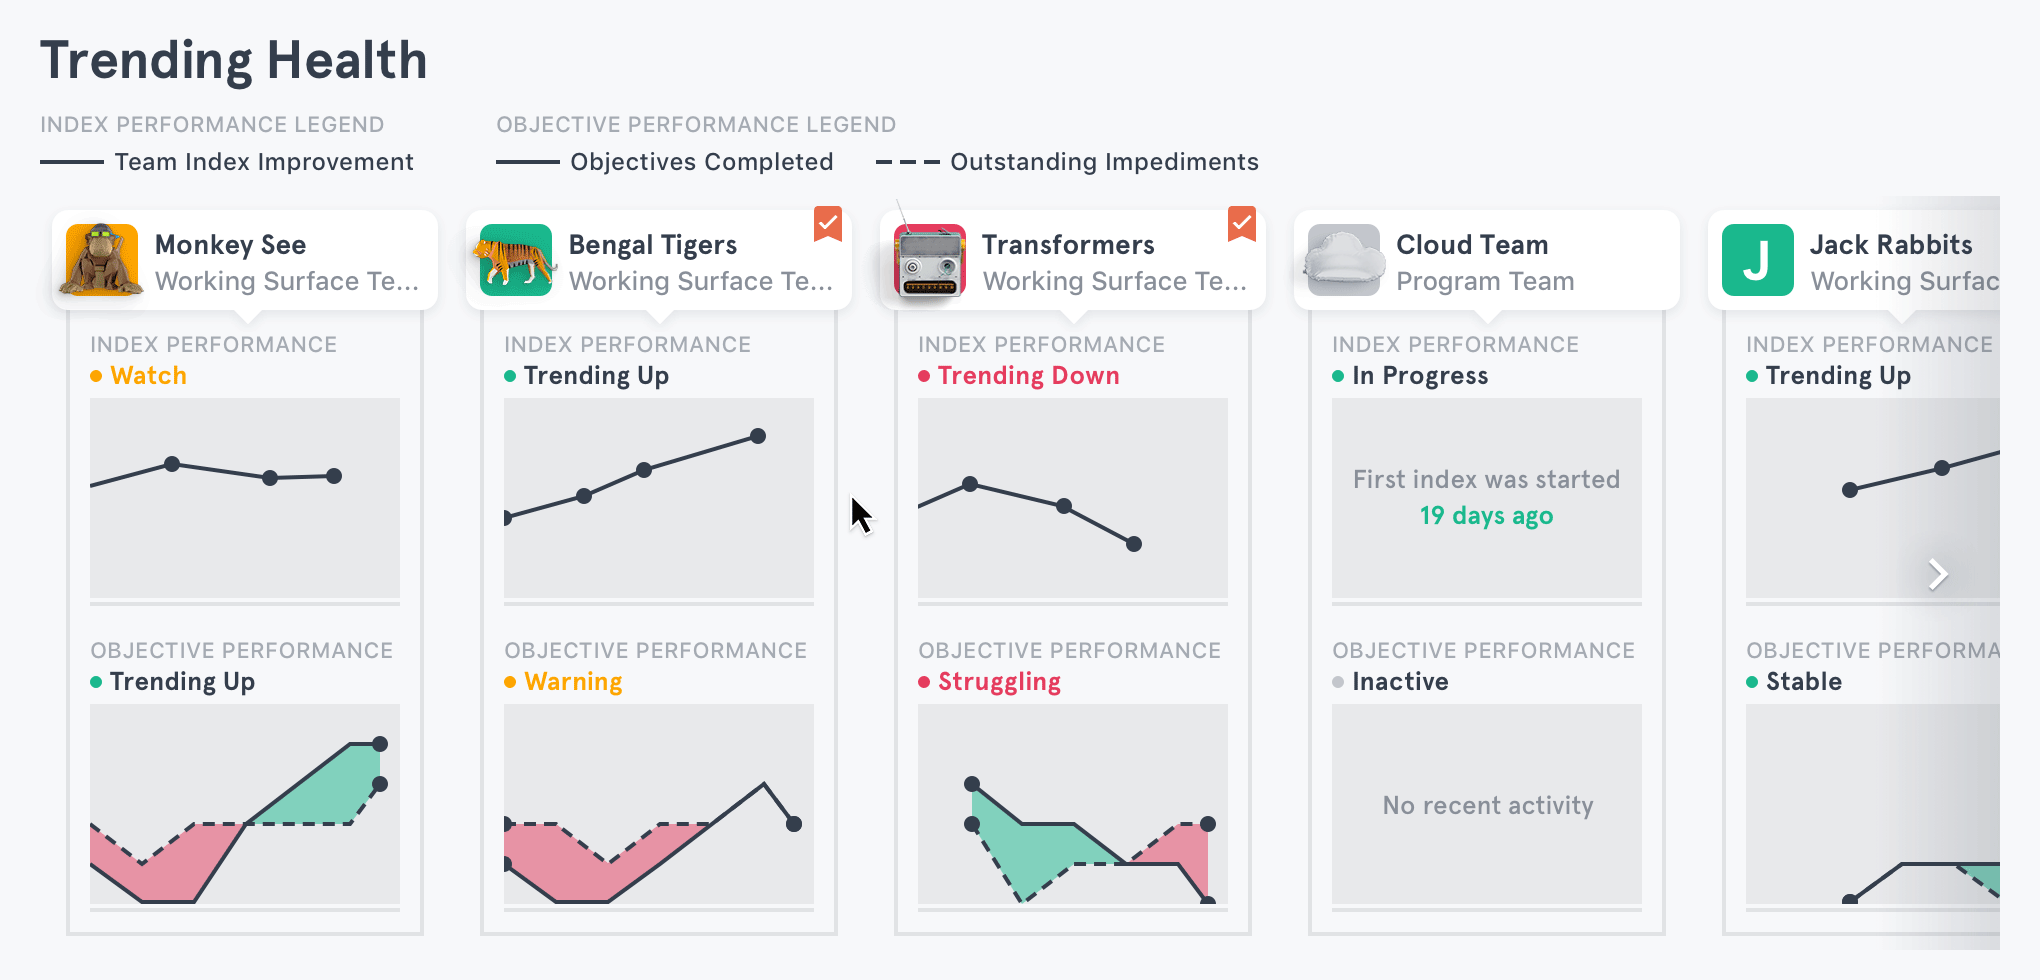 Trending Health
INDEX PERFORMANCE LEGEND
Team Index Improvement
OBJECTIVE PERFORMANCE LEGEND
Objectives Completed
Outstanding Impediments
Monkey See
Working Surface Te...
INDEX PERFORMANCE
Watch
OBJECTIVE PERFORMANCE
Trending Up
Bengal Tigers
Working Surface Te...
INDEX PERFORMANCE
Trending Up
OBJECTIVE PERFORMANCE
Warning
Transformers
Working Surface Te...
INDEX PERFORMANCE
Trending Down
OBJECTIVE PERFORMANCE
Struggling
Cloud Team
Program Team
INDEX PERFORMANCE
In Progress
First index was started
19 days ago
OBJECTIVE PERFORMANCE
Inactive
No recent activity
J
Jack Rabbits
Working Surfac
INDEX PERFORMANCE
Trending Up
OBJECTIVE PERFORMA
Stable